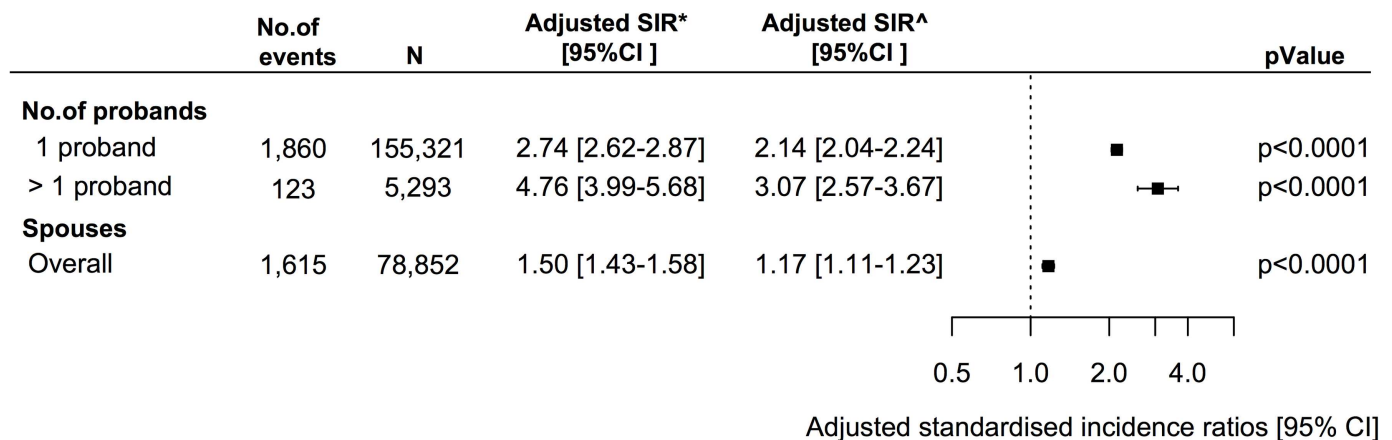 No.of events N Adjusted SIR* [95%CI ] Adjusted SIR^ [95%CI ] pValue
No.of probands
1 proband 1,860 155,321 2.74 [2.62-2.87] 2.14 [2.04-2.24] p<0.0001
> 1 proband 123 5,293 4.76 [3.99-5.68] 3.07 [2.57-3.67] p<0.0001
Spouses
Overall 1,615 78,852 1.50 [1.43-1.58] 1.17 [1.11-1.23] p<0.0001
0.5 1.0 2.0 4.0
Adjusted standardised incidence ratios [95% CI]